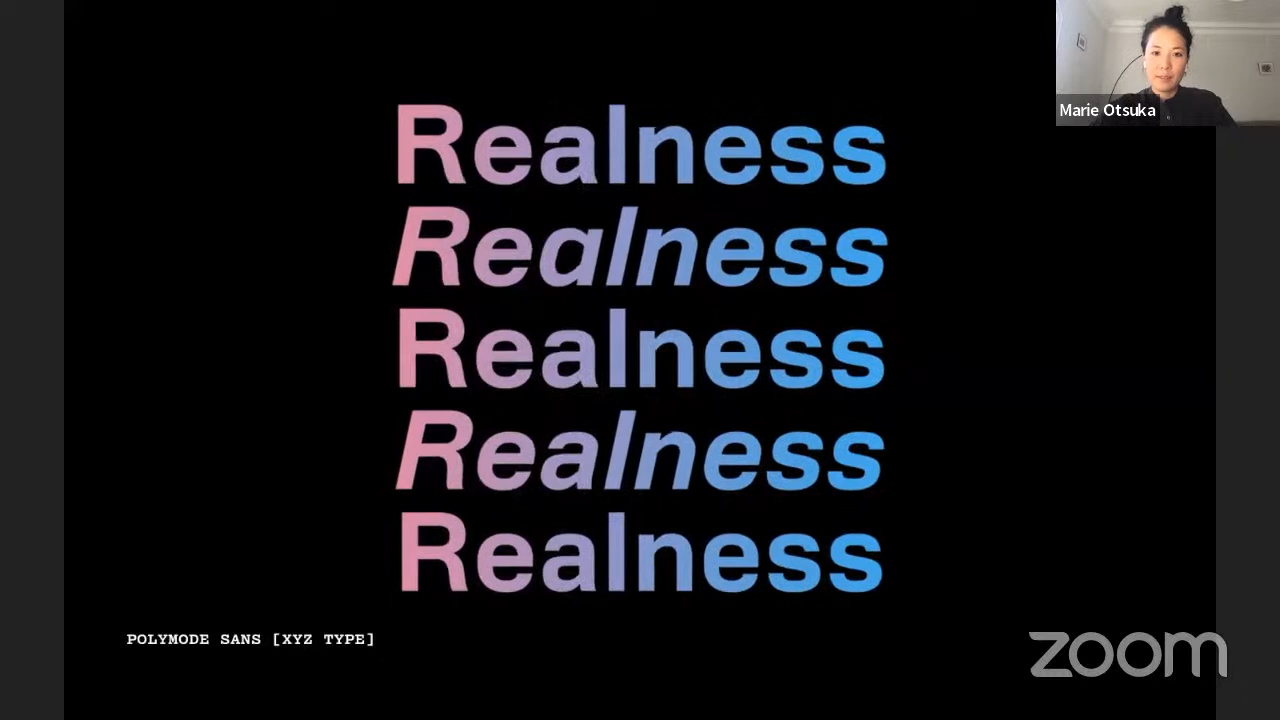 Marie Otsuka
Realness
Realness
Realness
Realness
Realness
POLYMODE SANS [XYZ TYPE]
zoom